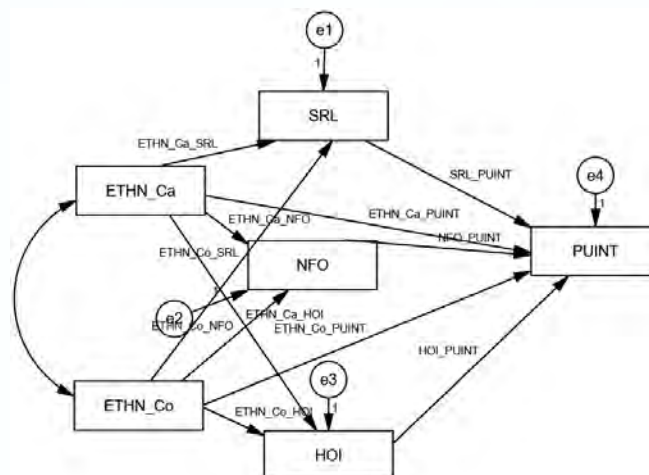 e1
1
SRL
ETHN_Ca_SRL
SRL_PUINT
e4
1
ETHN_Ca
ETHN_Ca_NFO
ETHN_Ca_PUINT
NFO_PUINT
PUINT
ETHN_Co_SRL
NFO
1
e2
ETHN_Ca_HOI
ETHN_Co_NFO
ETHN_Co_PUINT
HOI_PUINT
e3
ETHN_Co
ETHN_Co_HOI
1
HOI